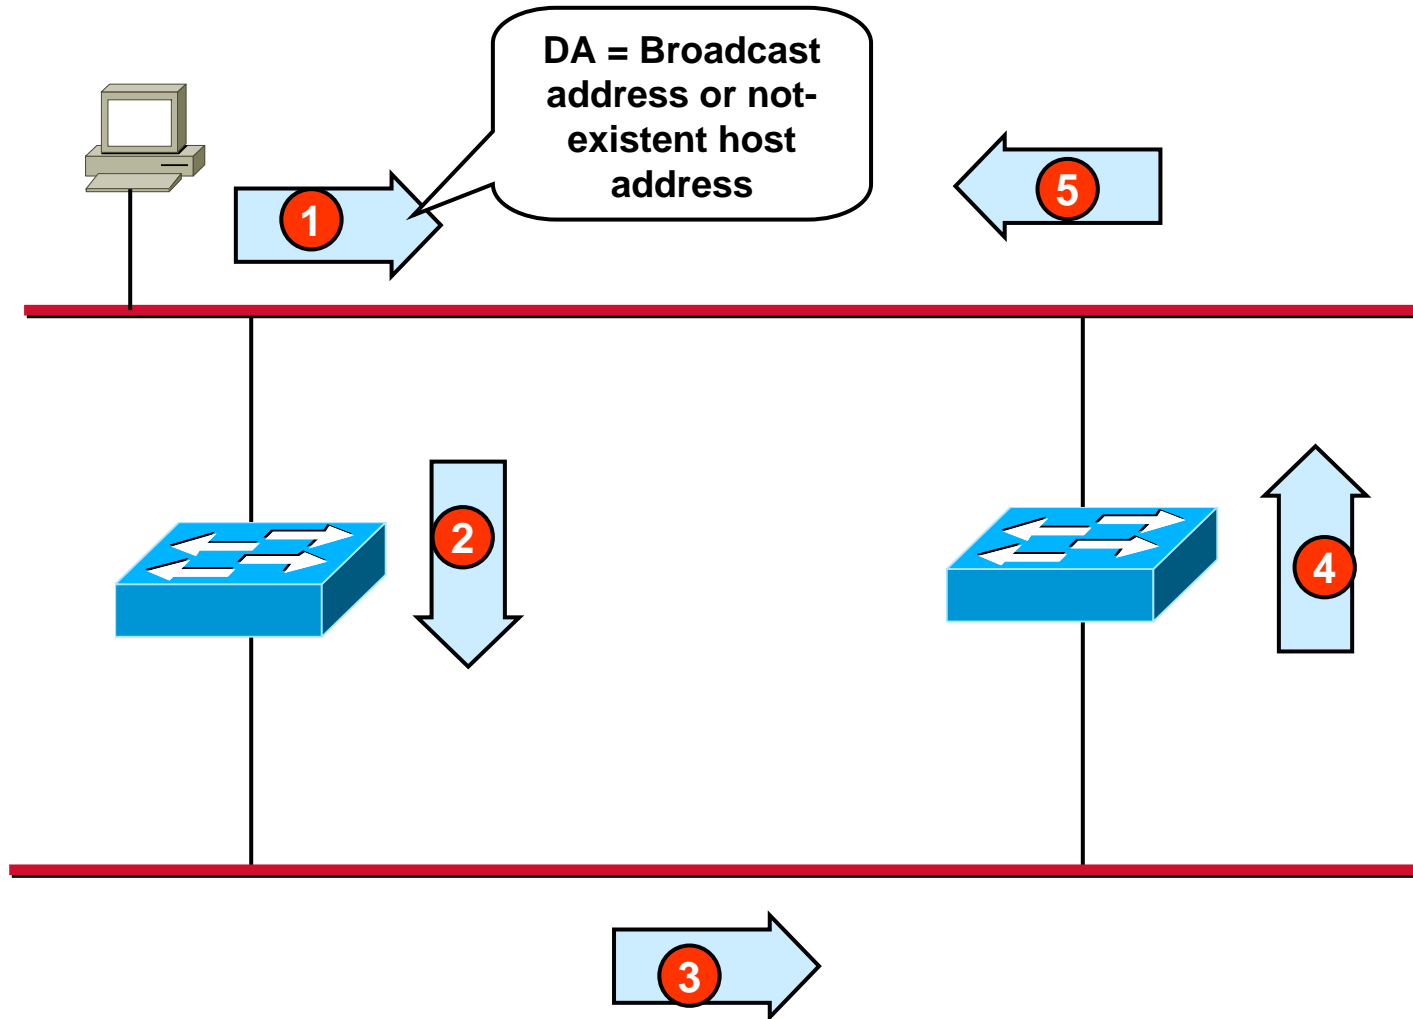 DA = Broadcast
address or not-
existent host
address
1
5
2
4
3